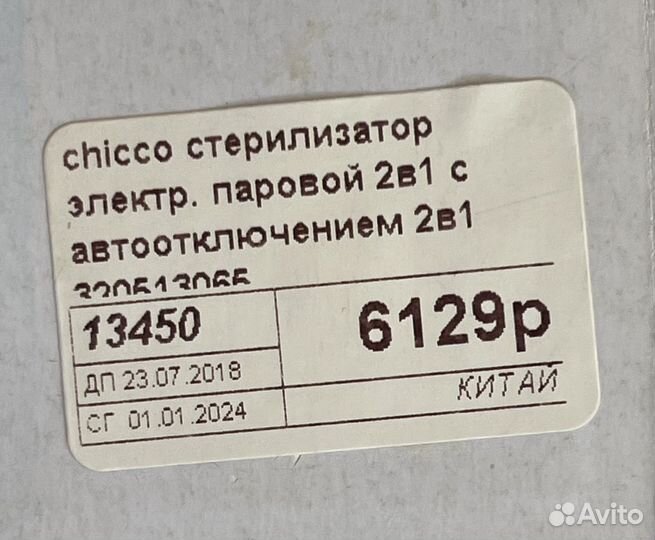 chicco стерилизатор
электр. паровой 2в1 с
автоотключением 2в1
13450
6129р
ДП 23.07.2018
КИТАЙ
СГ 01.01.2024
Avito